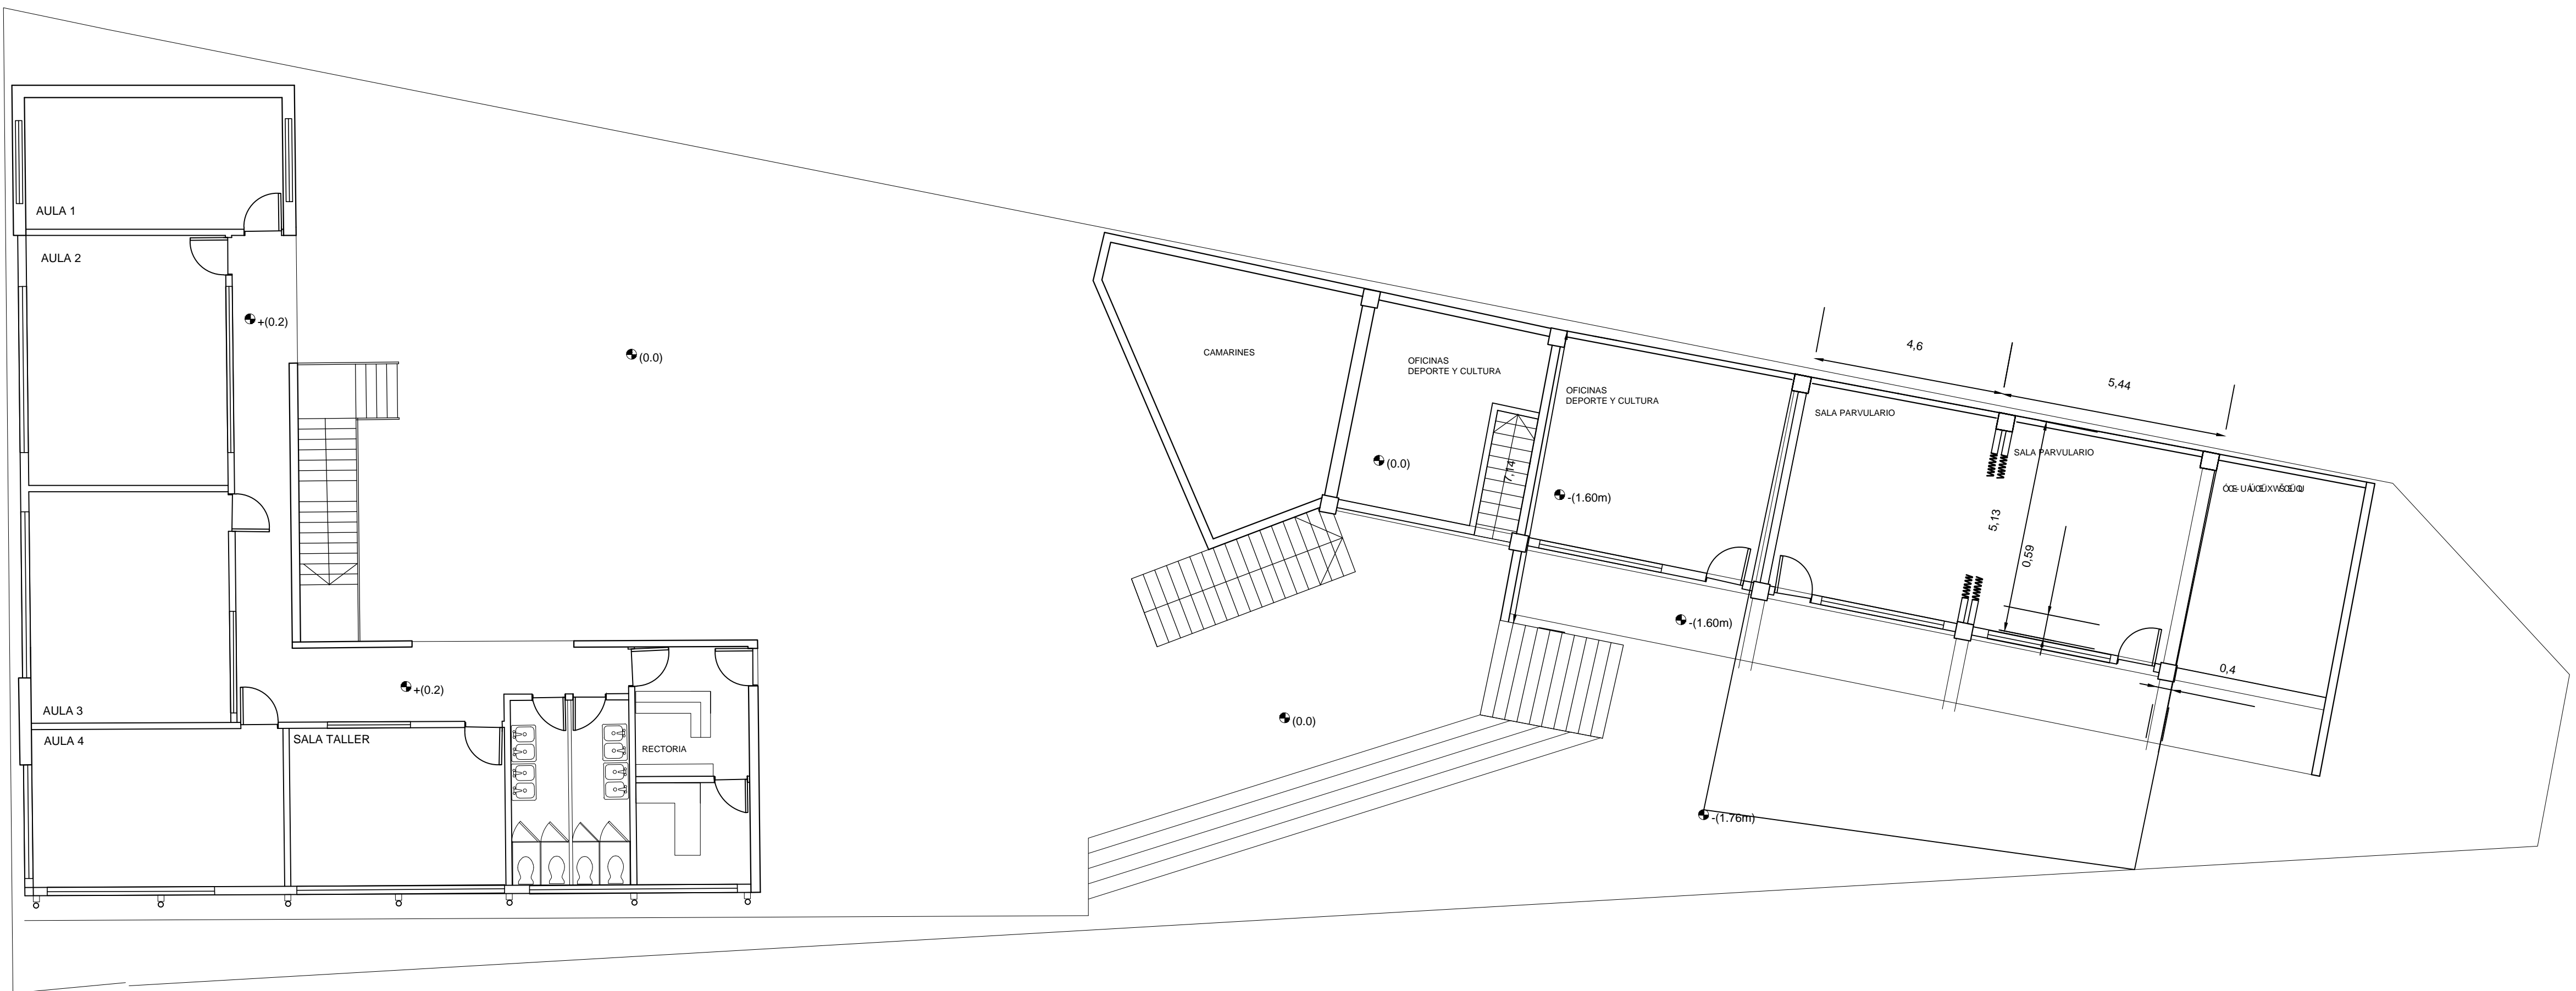 AULA 1
AULA 2
+(0.2)
(0.0)
AULA 3
AULA 4
+(0.2)
SALA TALLER
RECTORIA
CAMARINES
OFICINAS
DEPORTE Y CULTURA
(0.0)
7,14
OFICINAS
DEPORTE Y CULTURA
-(1.60m)
-(1.60m)
(0.0)
-(1.76m)
4,6
5,44
SALA PARVULARIO
SALA PARVULARIO
5,13
0,59
0,4